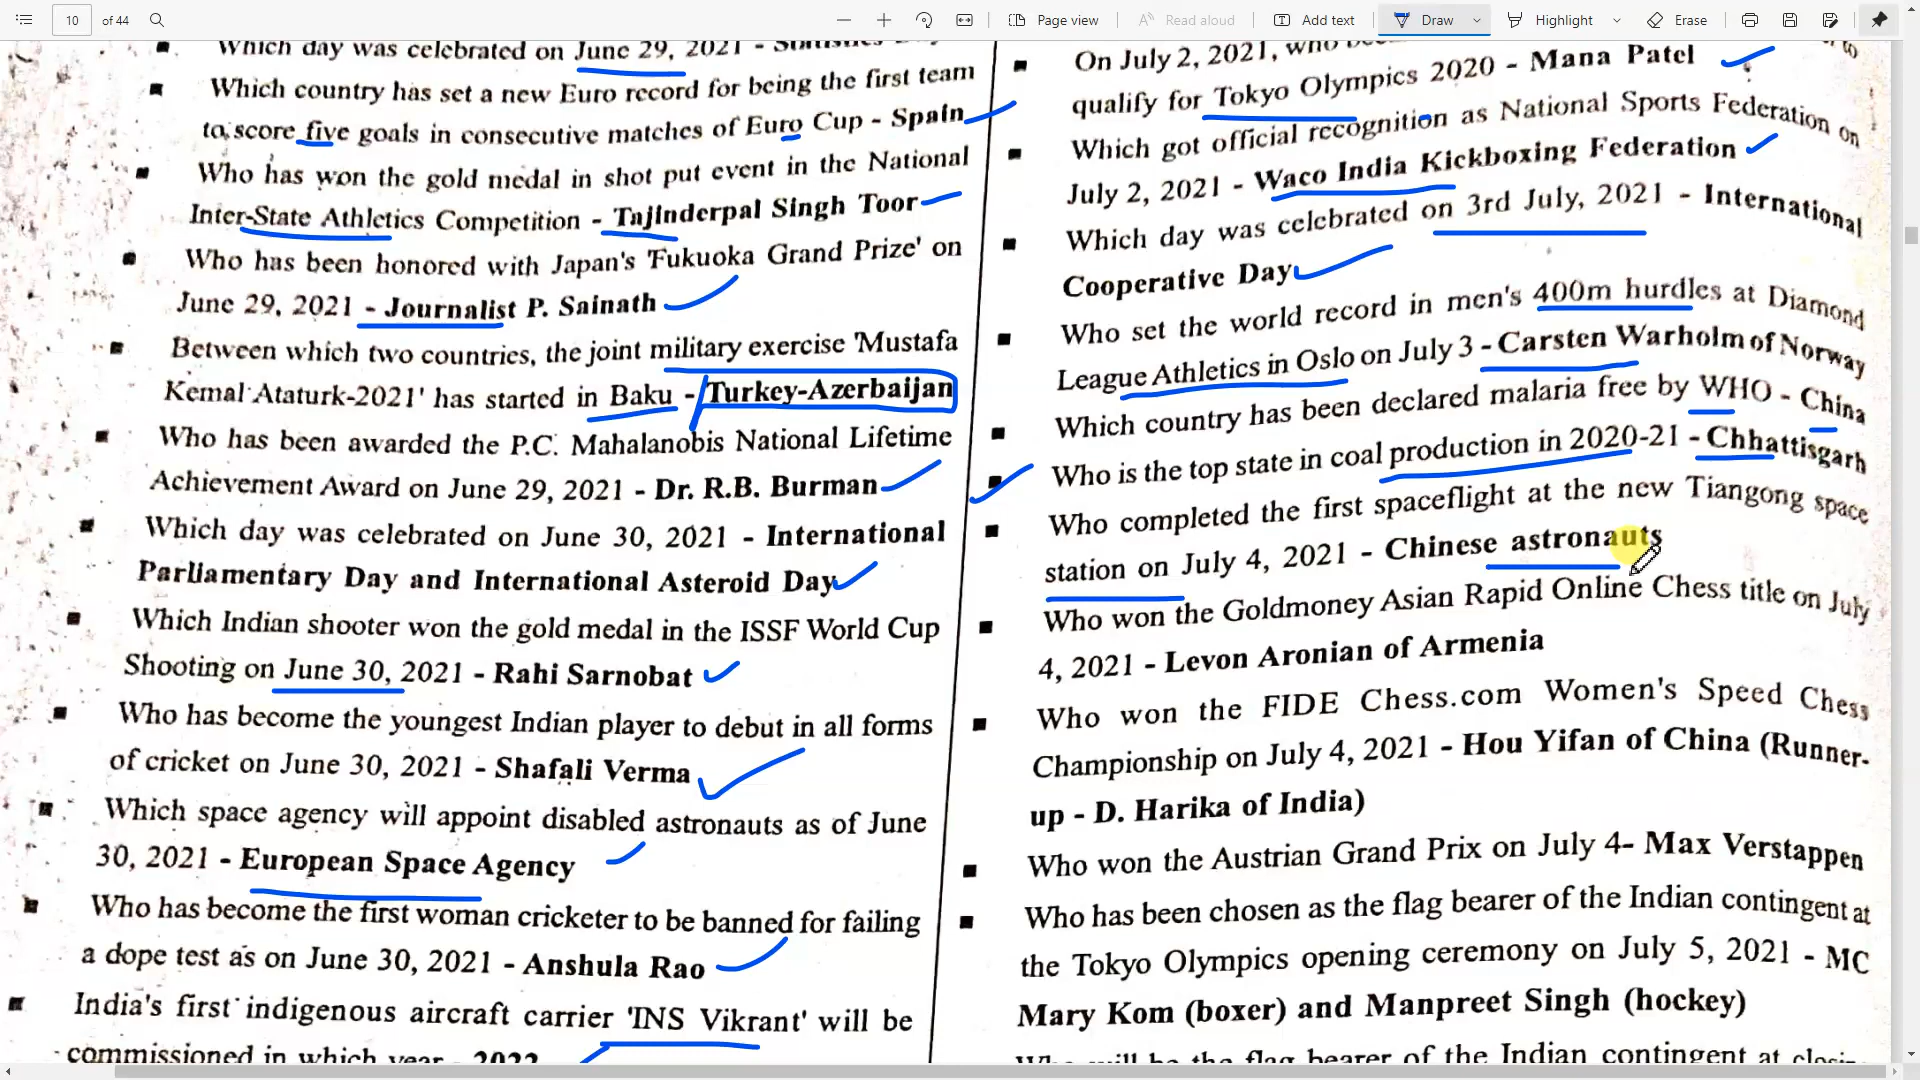 10 of 44
Page view
Read aloud
Add text
Draw
Highlight
Erase
Which day was celebrated on June 29, 2021 - Statistics
Which country has set a new Euro record for being the first team
to score five goals in consecutive matches of Euro Cup - Spain
Who has won the gold medal in shot put event in the National
Inter-State Athletics Competition - Tajinderpal Singh Toor
Who has been honored with Japan's 'Fukuoka Grand Prize' on
June 29, 2021 - Journalist P. Sainath
Between which two countries, the joint military exercise 'Mustafa
Kemal Ataturk-2021' has started in Baku - Turkey-Azerbaijan
Who has been awarded the P.C. Mahalanobis National Lifetime
Achievement Award on June 29, 2021 - Dr. R.B. Burman
Which day was celebrated on June 30, 2021 - International
Parliamentary Day and International Asteroid Day
Which Indian shooter won the gold medal in the ISSF World Cup
Shooting on June 30, 2021 - Rahi Sarnobat
Who has become the youngest Indian player to debut in all forms
of cricket on June 30, 2021 - Shafali Verma
Which space agency will appoint disabled astronauts as of June
30, 2021 - European Space Agency
Who has become the first woman cricketer to be banned for failing
a dope test as on June 30, 2021 - Anshula Rao
India's first indigenous aircraft carrier 'INS Vikrant' will be
commissioned in which year - 2022
On July 2, 2021, who to
qualify for Tokyo Olympics 2020 - Mana Patel
Which got official recognition as National Sports Federation on
July 2, 2021 - Waco India Kickboxing Federation
Which day was celebrated on 3rd July, 2021 - International
Cooperative Day
Who set the world record in men's 400m hurdles at Diamond
League Athletics in Oslo on July 3 - Carsten Warholm of Norway
Which country has been declared malaria free by WHO - China
Who is the top state in coal production in 2020-21 - Chhattisgarh
Who completed the first spaceflight at the new Tiangong space
station on July 4, 2021 - Chinese astronauts
Who won the Goldmoney Asian Rapid Online Chess title on July
4, 2021 - Levon Aronian of Armenia
Who won the FIDE Chess.com Women's Speed Chess
Championship on July 4, 2021 - Hou Yifan of China (Runner-
up - D. Harika of India)
Who won the Austrian Grand Prix on July 4- Max Verstappen
Who has been chosen as the flag bearer of the Indian contingent at
the Tokyo Olympics opening ceremony on July 5, 2021 - MC
Mary Kom (boxer) and Manpreet Singh (hockey)
Who will be the flag bearer of the Indian contingent at